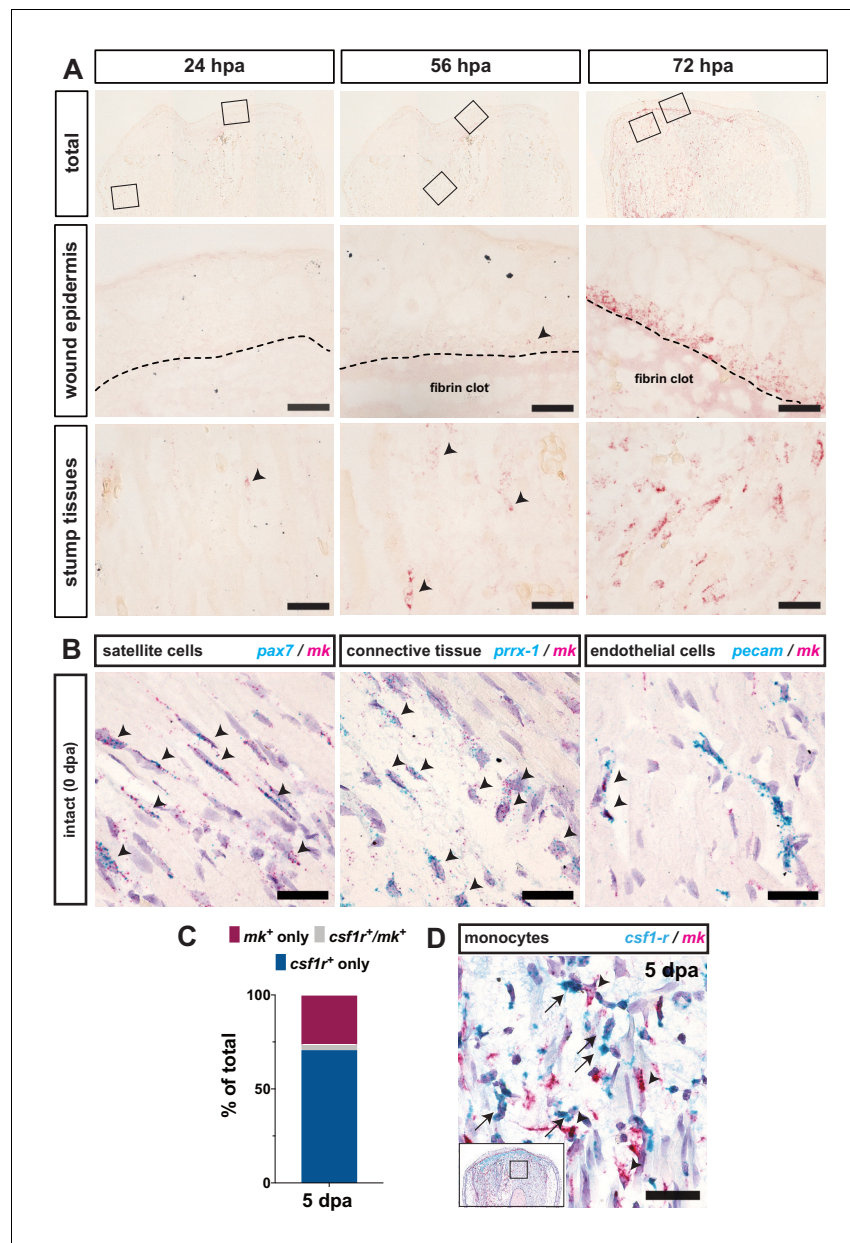 A
24 hpa
56 hpa
72 hpa
total
wound epidermis
fibrin clot
fibrin clot
stump tissues
B
satellite cells pax7 / mk
connective tissue prrx-1 / mk
endothelial cells pecam / mk
intact (0 dpa)
C
mk+ only csf1r+/mk+
csf1r+ only
% of total
100
50
0
5 dpa
D
monocytes csf1-r / mk
5 dpa